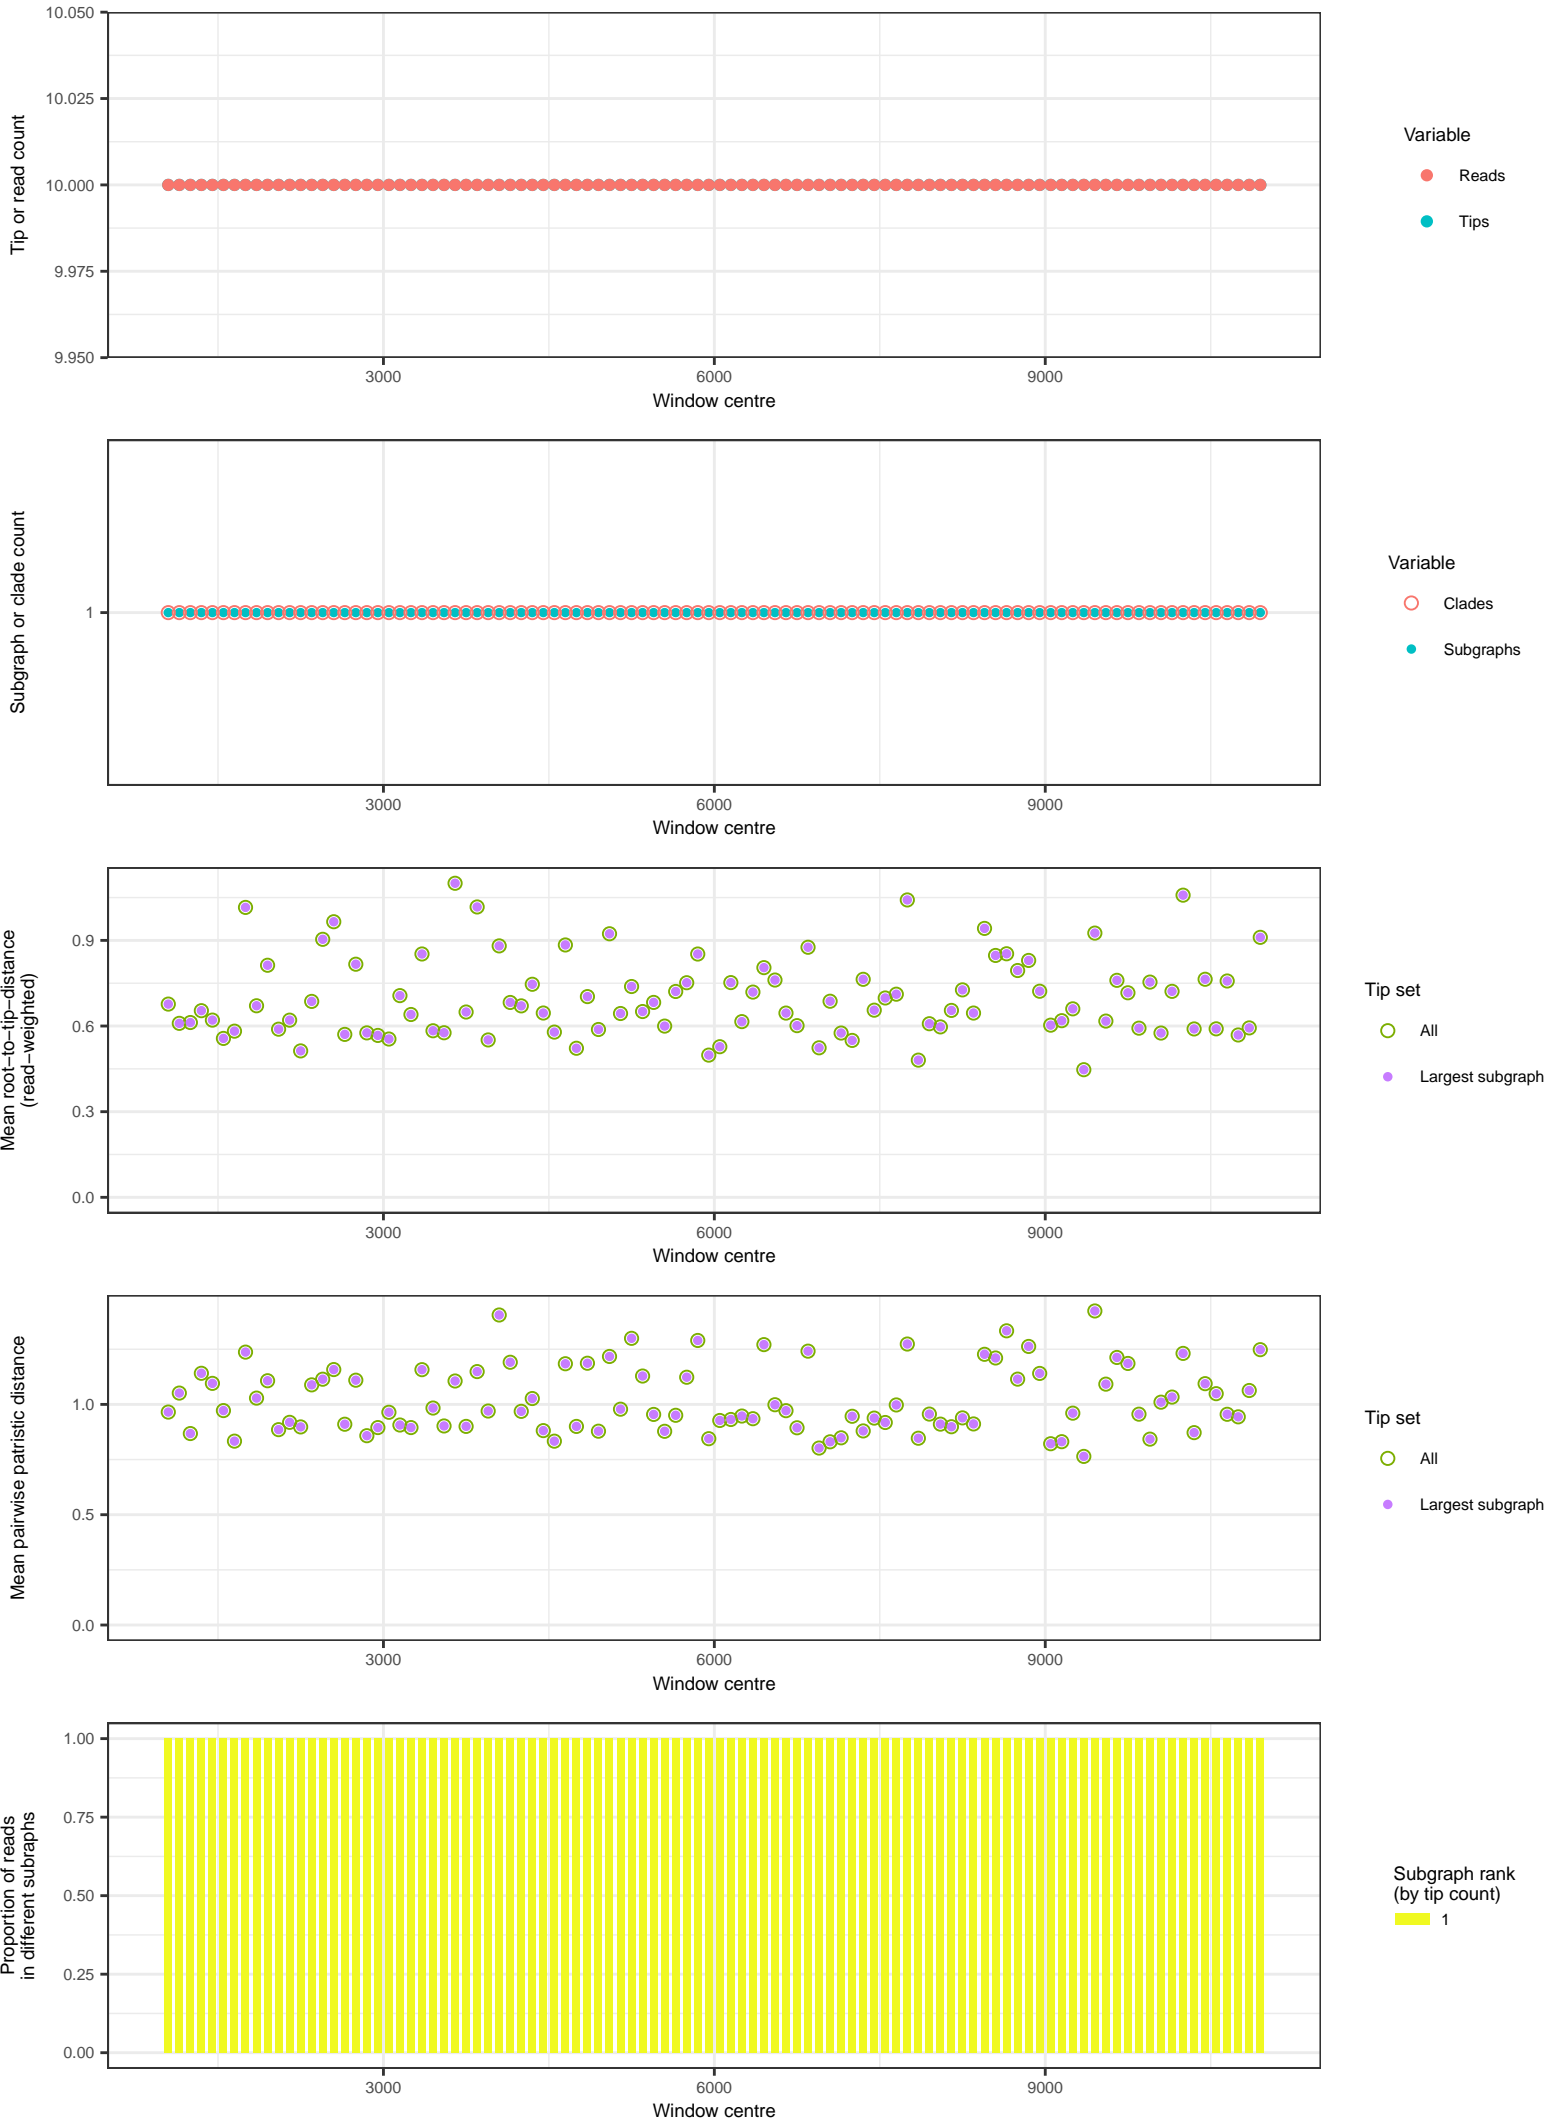 10.050
10.025
10.000
9.975
9.950
Tip or read count
3000 6000 9000
Window centre
Variable
Reads
Tips
Subgraph or clade count
1
3000 6000 9000
Window centre
Variable
Clades
Subgraphs
Mean root−to−tip−distance
(read−weighted)
0.9
0.6
0.3
0.0
3000 6000 9000
Window centre
Tip set
All
Largest subgraph
Mean pairwise patristic distance
1.0
0.5
0.0
3000 6000 9000
Window centre
Tip set
All
Largest subgraph
Proportion of reads
in different subraphs
1.00
0.75
0.50
0.25
0.00
3000 6000 9000
Window centre
Subgraph rank
(by tip count)
1